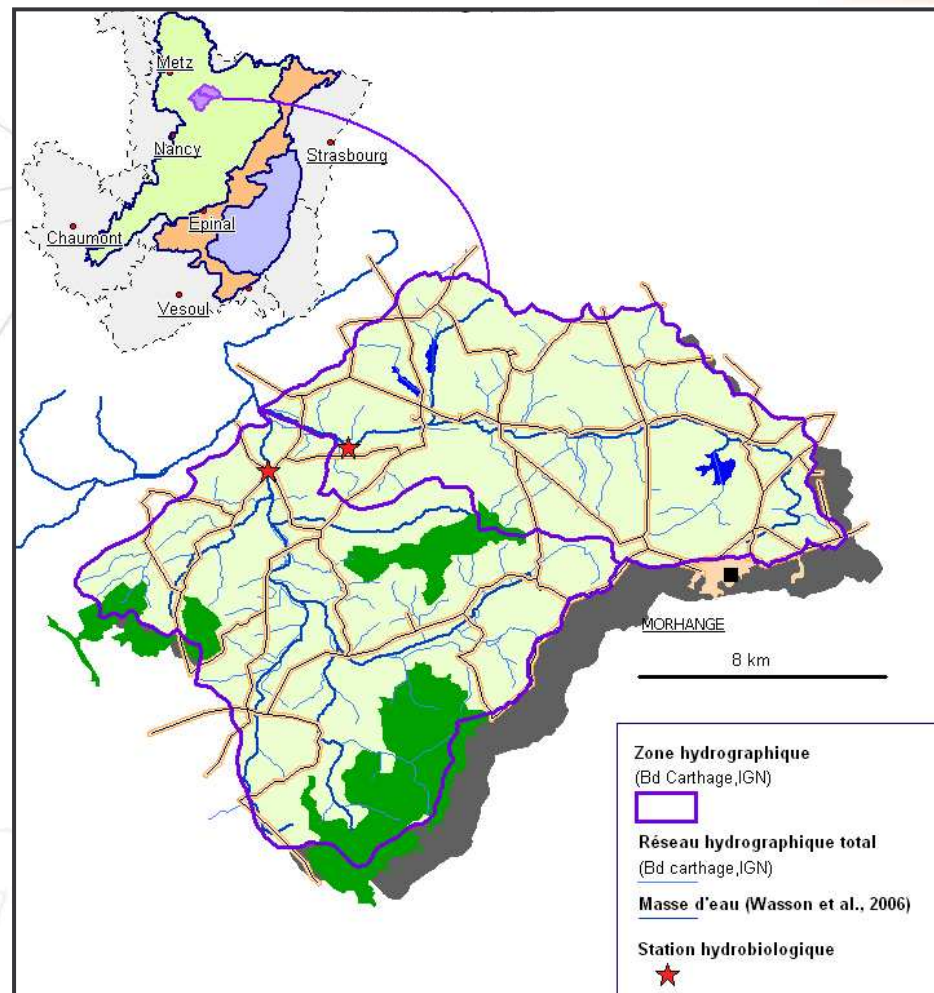 Metz
Nancy
Strasbourg
Epinal
Chaumont
Vesoul
MORHANGE
8 km
Zone hydrographique
(Bd Carthage,IGN)
Réseau hydrographique total
(Bd carthage,IGN)
Masse d'eau (Wasson et al., 2006)
Station hydrobiologique